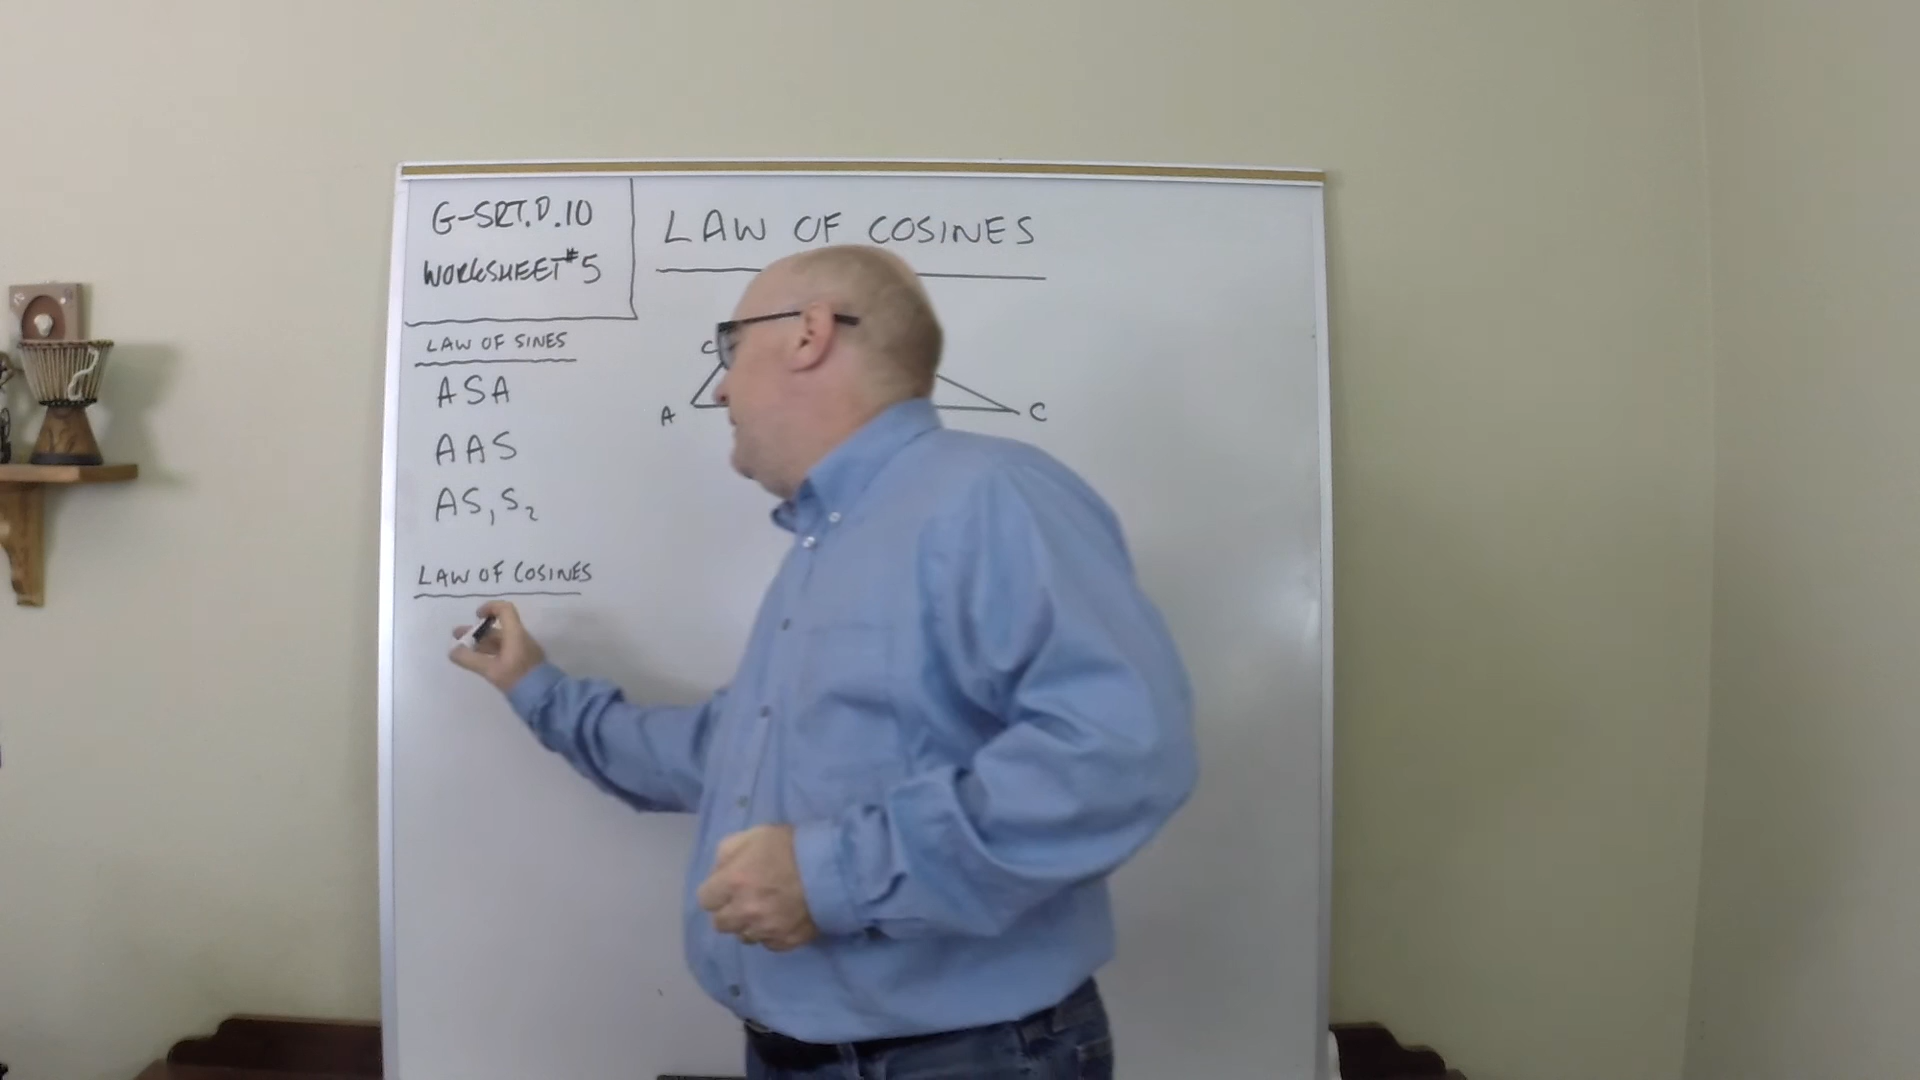 G-SRT.D.10
WORKSHEET #5
LAW OF COSINES
LAW OF SINES
ASA
AAS
AS₁S₂
LAW OF COSINES
C
A
C